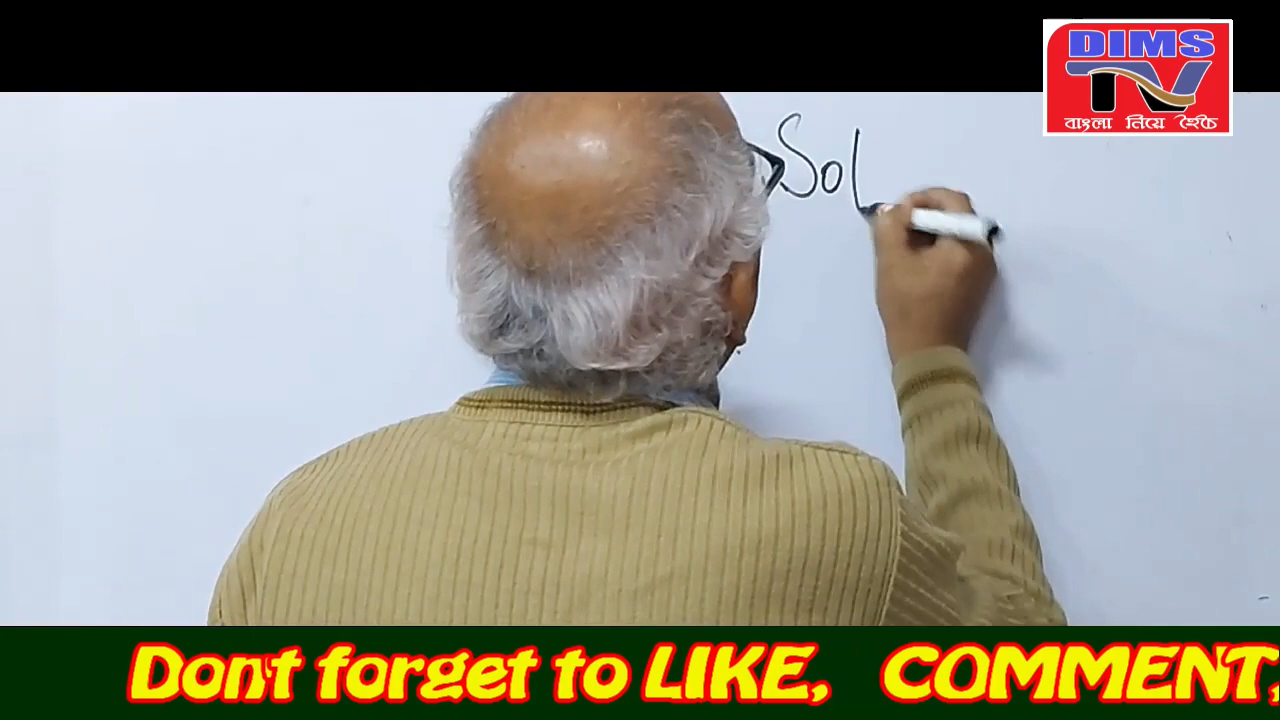 DIMS
TV
বাংলা নিয়ে হৈচৈ
Sol
Dont forget to LIKE, COMMENT,